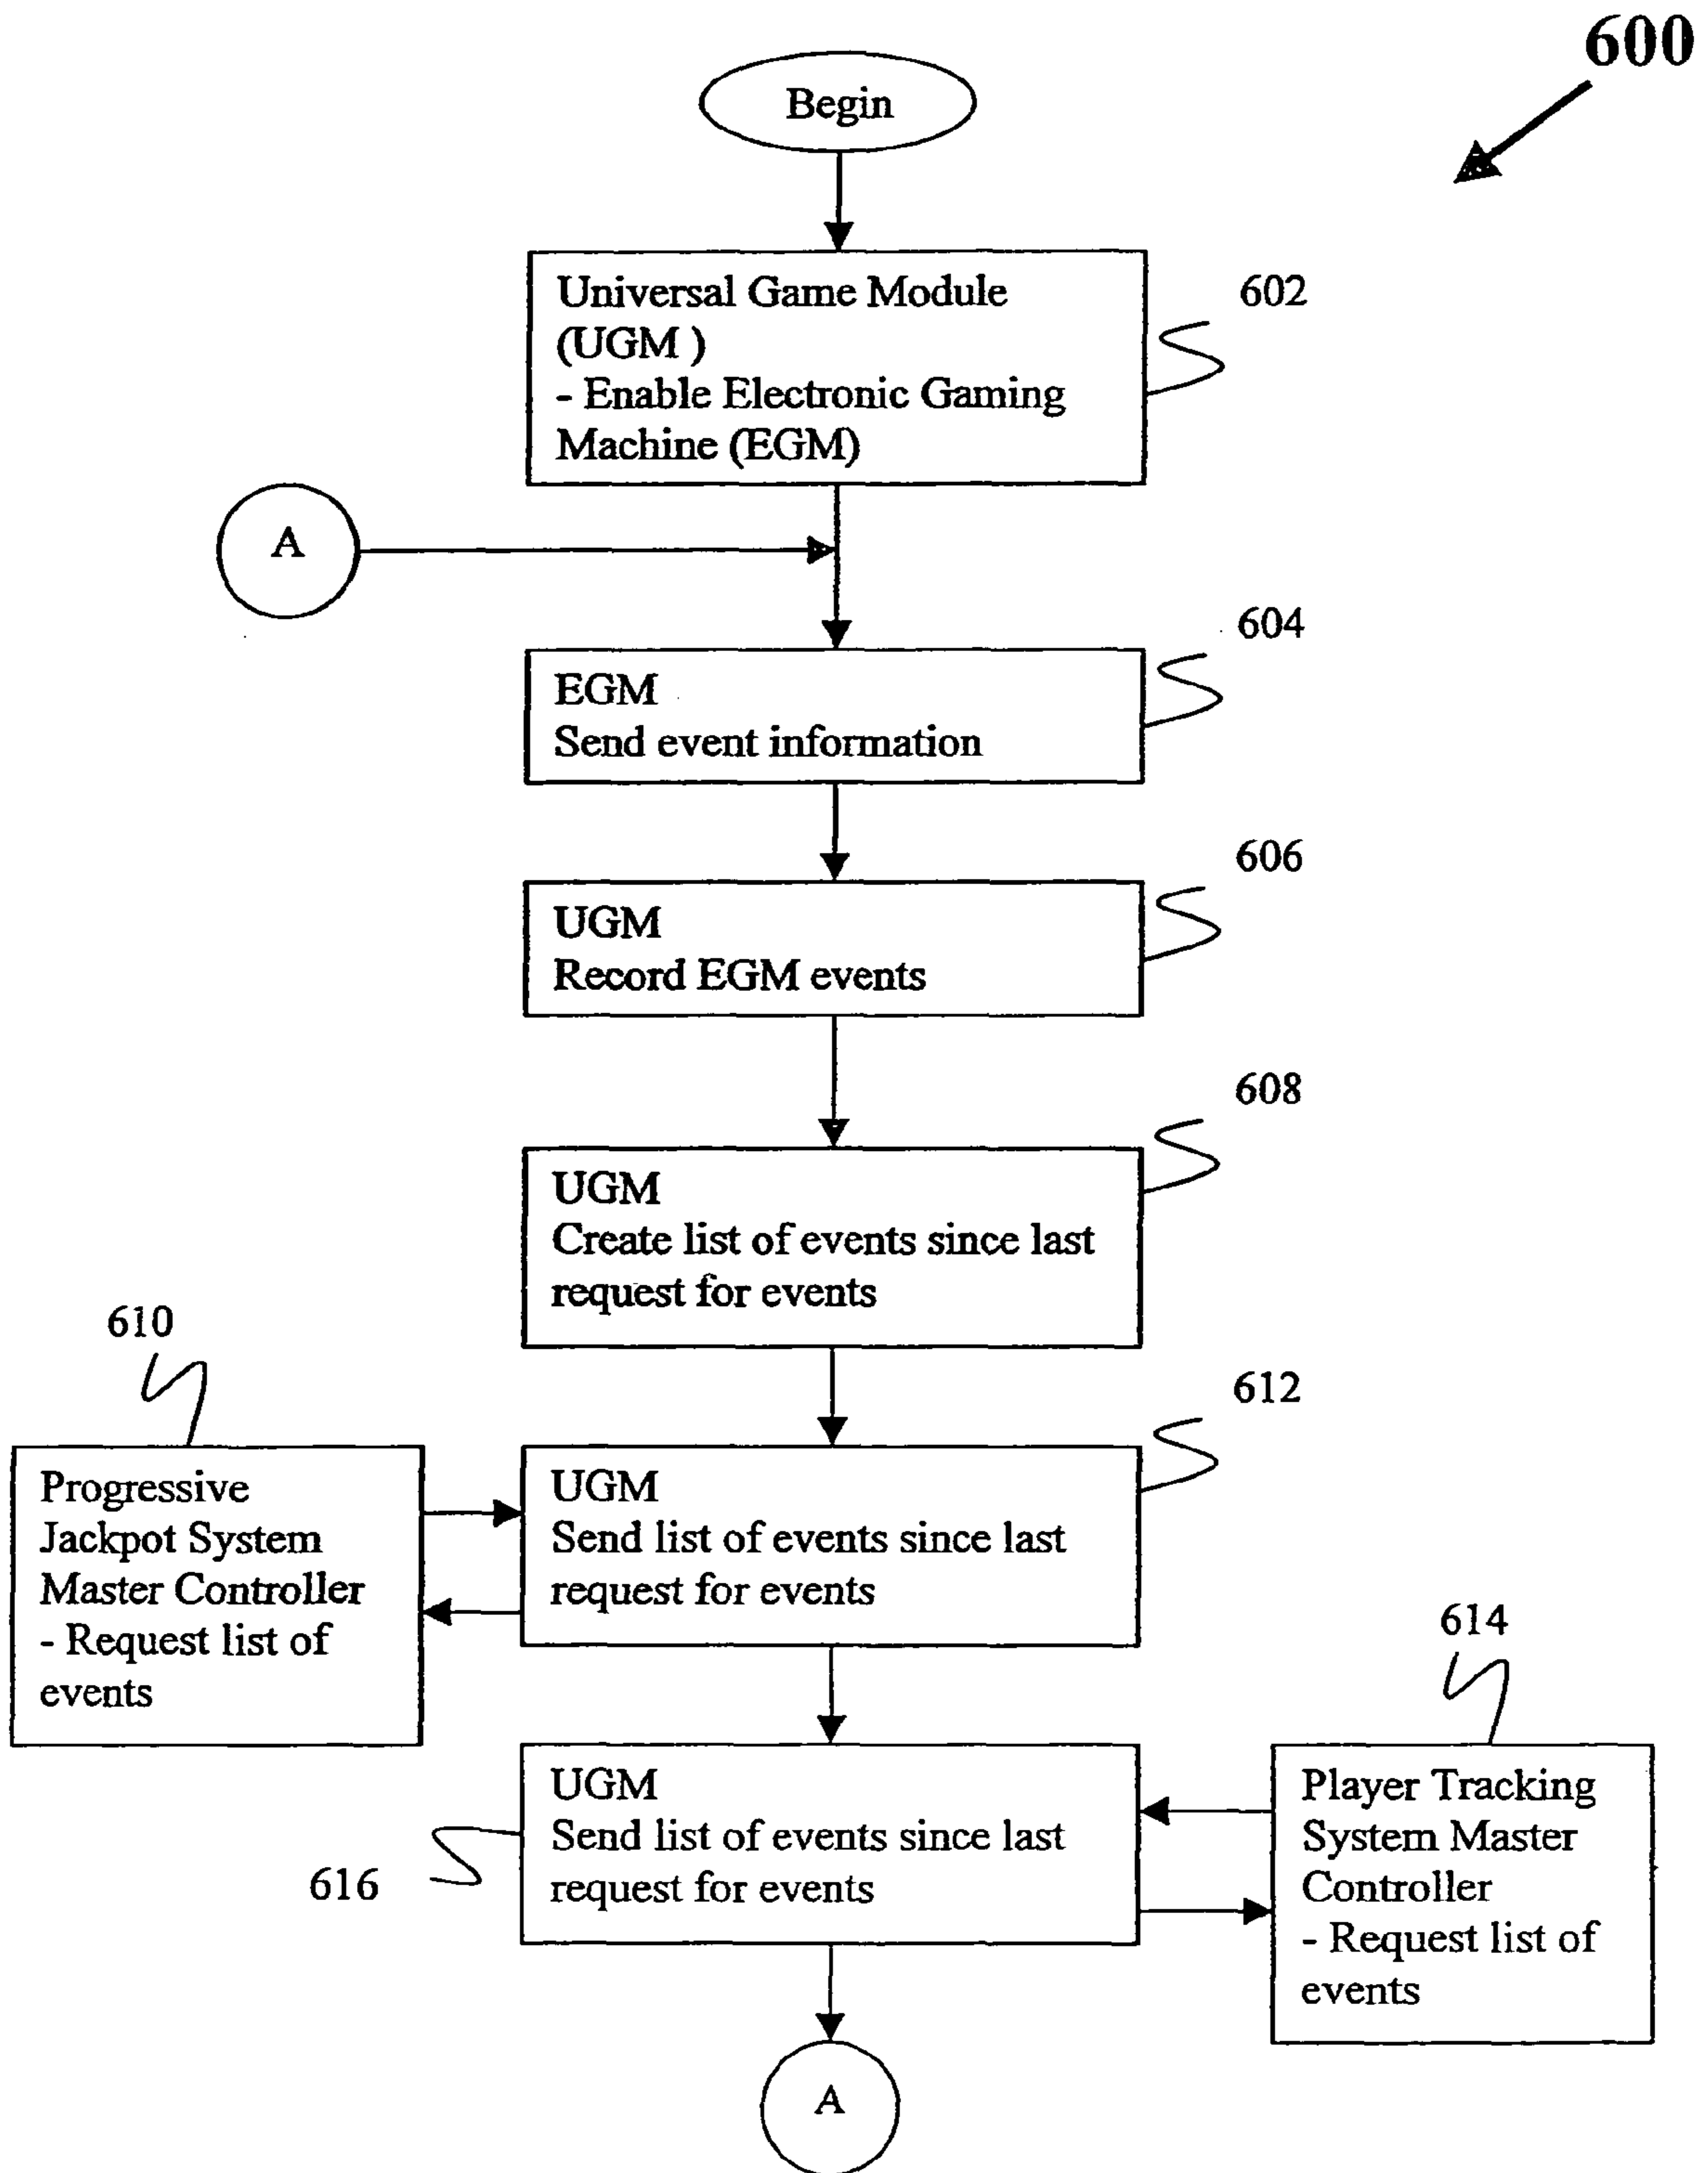 600
Begin
Universal Game Module
(UGM )
- Enable Electronic Gaming
Machine (EGM)
602
A
604
EGM
Send event information
606
UGM
Record EGM events
608
UGM
Create list of events since last
request for events
610
612
Progressive
Jackpot System
Master Controller
- Request list of
events
UGM
Send list of events since last
request for events
614
UGM
Send list of events since last
request for events
616
Player Tracking
System Master
Controller
- Request list of
events
A